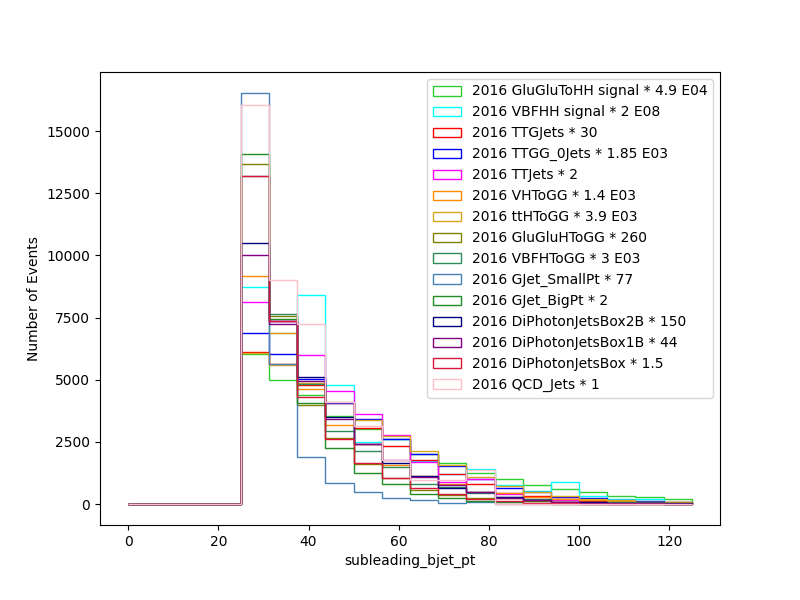 2016 GluGluToHH signal * 4.9 E04
2016 VBFHH signal * 2 E08
2016 TTGJets * 30
2016 TTGG_0Jets * 1.85 E03
2016 TTJets * 2
2016 VHToGG * 1.4 E03
2016 ttHToGG * 3.9 E03
2016 GluGluHToGG * 260
2016 VBFHToGG * 3 E03
2016 GJet_SmallPt * 77
2016 GJet_BigPt * 2
2016 DiPhotonJetsBox2B * 150
2016 DiPhotonJetsBox1B * 44
2016 DiPhotonJetsBox * 1.5
2016 QCD_Jets * 1
Number of Events
15000
12500
10000
7500
5000
2500
0
0 20 40 60 80 100 120
subleading_bjet_pt